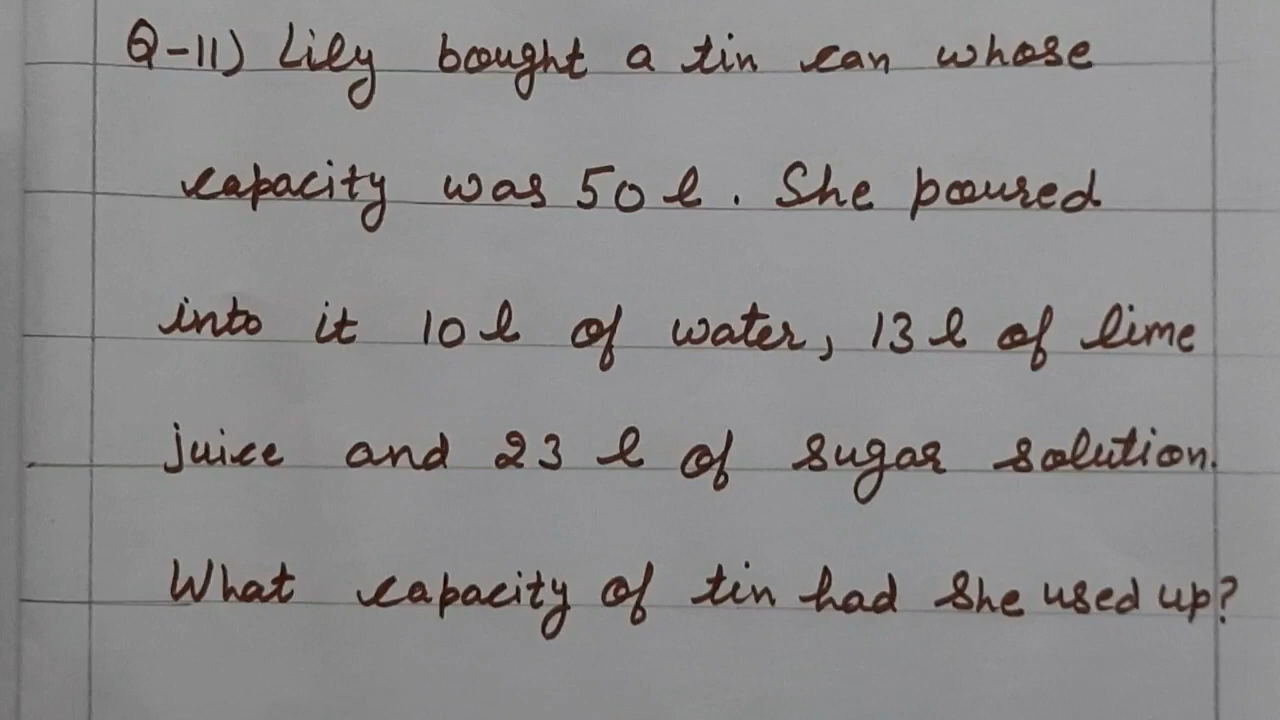 Q-11) Lily bought a tin can whose
capacity was 50 l. She poured
into it 10 l of water, 13 l of lime
juice and 23 l of sugar solution.
What capacity of tin had she used up?